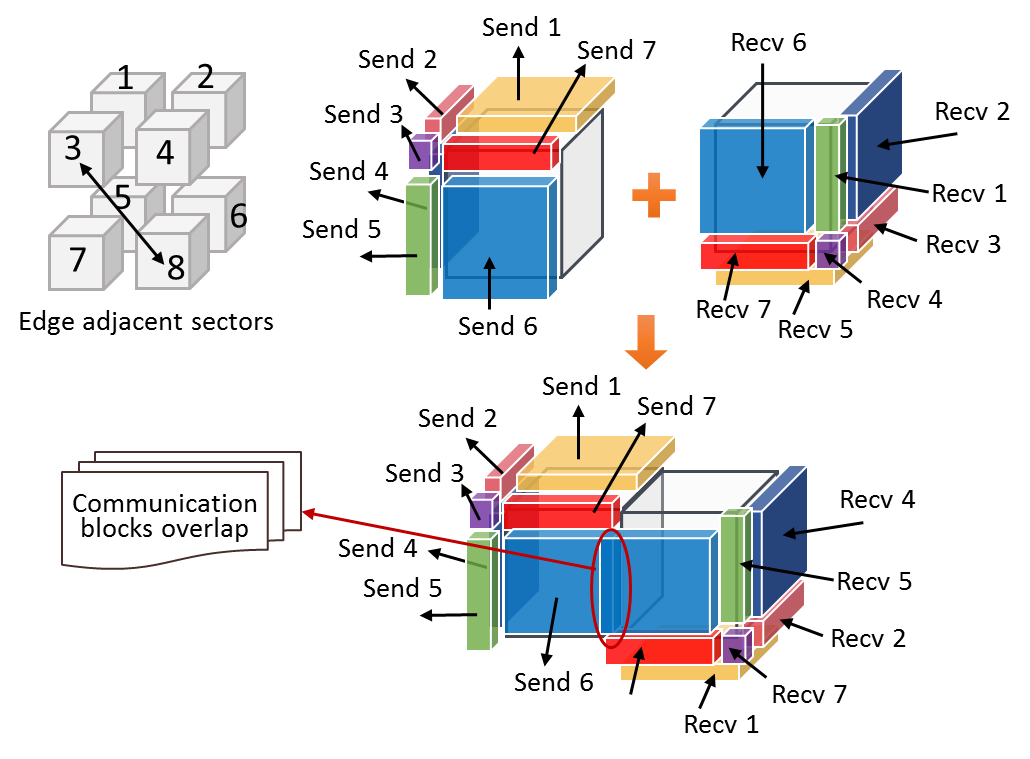 1
2
3
4
5
6
7
8
Edge adjacent sectors
Send 1
Send 2
Send 7
Send 3
Send 4
Send 5
Send 6
Recv 6
Recv 2
Recv 1
Recv 3
Recv 4
Recv 7
Recv 5
Send 1
Send 2
Send 7
Send 3
Send 4
Send 5
Send 6
Recv 4
Recv 5
Recv 2
Recv 7
Recv 1
Communication
blocks overlap